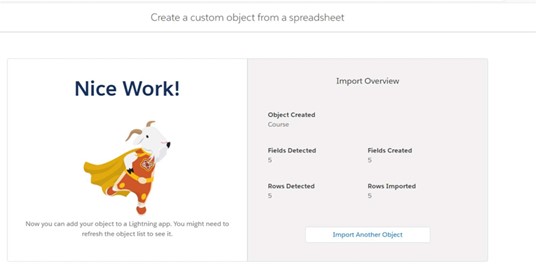 Create a custom object from a spreadsheet
Nice Work!
Now you can add your object to a Lightning app. You might need to
refresh the object list to see it.
Import Overview
Object Created
Course
Fields Detected
5
Fields Created
5
Rows Detected
5
Rows Imported
5
Import Another Object